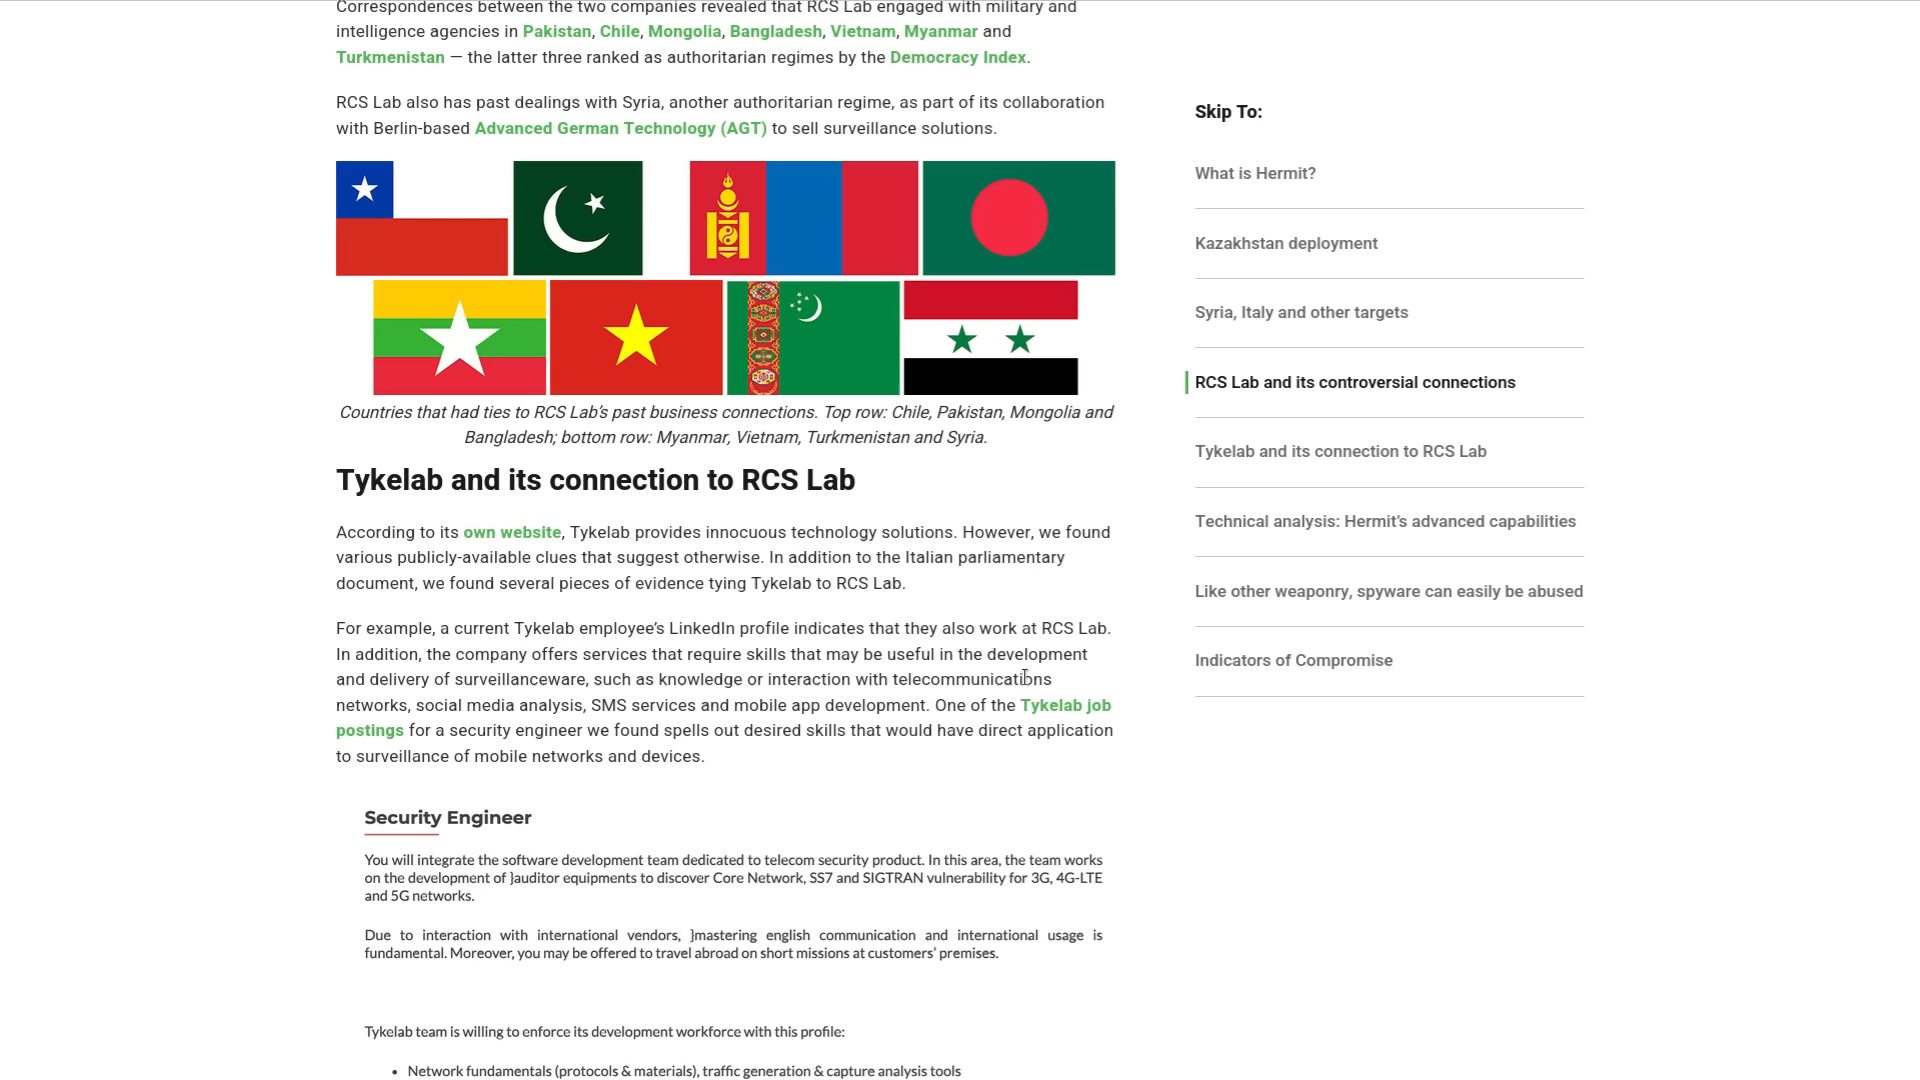 Correspondences between the two companies revealed that RCS Lab engaged with military and
intelligence agencies in Pakistan, Chile, Mongolia, Bangladesh, Vietnam, Myanmar and
Turkmenistan — the latter three ranked as authoritarian regimes by the Democracy Index.
RCS Lab also has past dealings with Syria, another authoritarian regime, as part of its collaboration
with Berlin-based Advanced German Technology (AGT) to sell surveillance solutions.
Countries that had ties to RCS Lab’s past business connections. Top row: Chile, Pakistan, Mongolia and
Bangladesh; bottom row: Myanmar, Vietnam, Turkmenistan and Syria.
Tykelab and its connection to RCS Lab
According to its own website, Tykelab provides innocuous technology solutions. However, we found
various publicly-available clues that suggest otherwise. In addition to the Italian parliamentary
document, we found several pieces of evidence tying Tykelab to RCS Lab.
For example, a current Tykelab employee’s LinkedIn profile indicates that they also work at RCS Lab.
In addition, the company offers services that require skills that may be useful in the development
and delivery of surveillanceware, such as knowledge or interaction with telecommunications
networks, social media analysis, SMS services and mobile app development. One of the Tykelab job
postings for a security engineer we found spells out desired skills that would have direct application
to surveillance of mobile networks and devices.
Security Engineer
You will integrate the software development team dedicated to telecom security product. In this area, the team works
on the development of }auditor equipments to discover Core Network, SS7 and SIGTRAN vulnerability for 3G, 4G-LTE
and 5G networks.
Due to interaction with international vendors, }mastering english communication and international usage is
fundamental. Moreover, you may be offered to travel abroad on short missions at customers’ premises.
Tykelab team is willing to enforce its development workforce with this profile:
• Network fundamentals (protocols & materials), traffic generation & capture analysis tools
Skip To:
What is Hermit?
Kazakhstan deployment
Syria, Italy and other targets
RCS Lab and its controversial connections
Tykelab and its connection to RCS Lab
Technical analysis: Hermit’s advanced capabilities
Like other weaponry, spyware can easily be abused
Indicators of Compromise